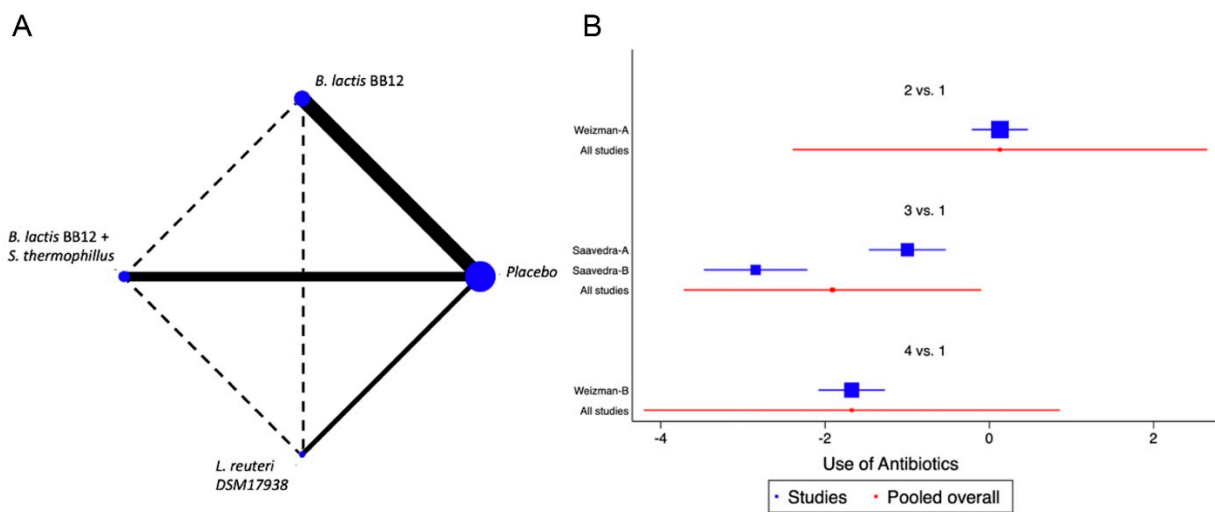 A
B. lactis BB12
B. lactis BB12 +
S. thermophillus
Placebo
L. reuteri
DSM17938
B
2 vs. 1
Weizman-A
All studies
3 vs. 1
Saavedra-A
Saavedra-B
All studies
4 vs. 1
Weizman-B
All studies
-4 -2 0 2
Use of Antibiotics
Studies Pooled overall